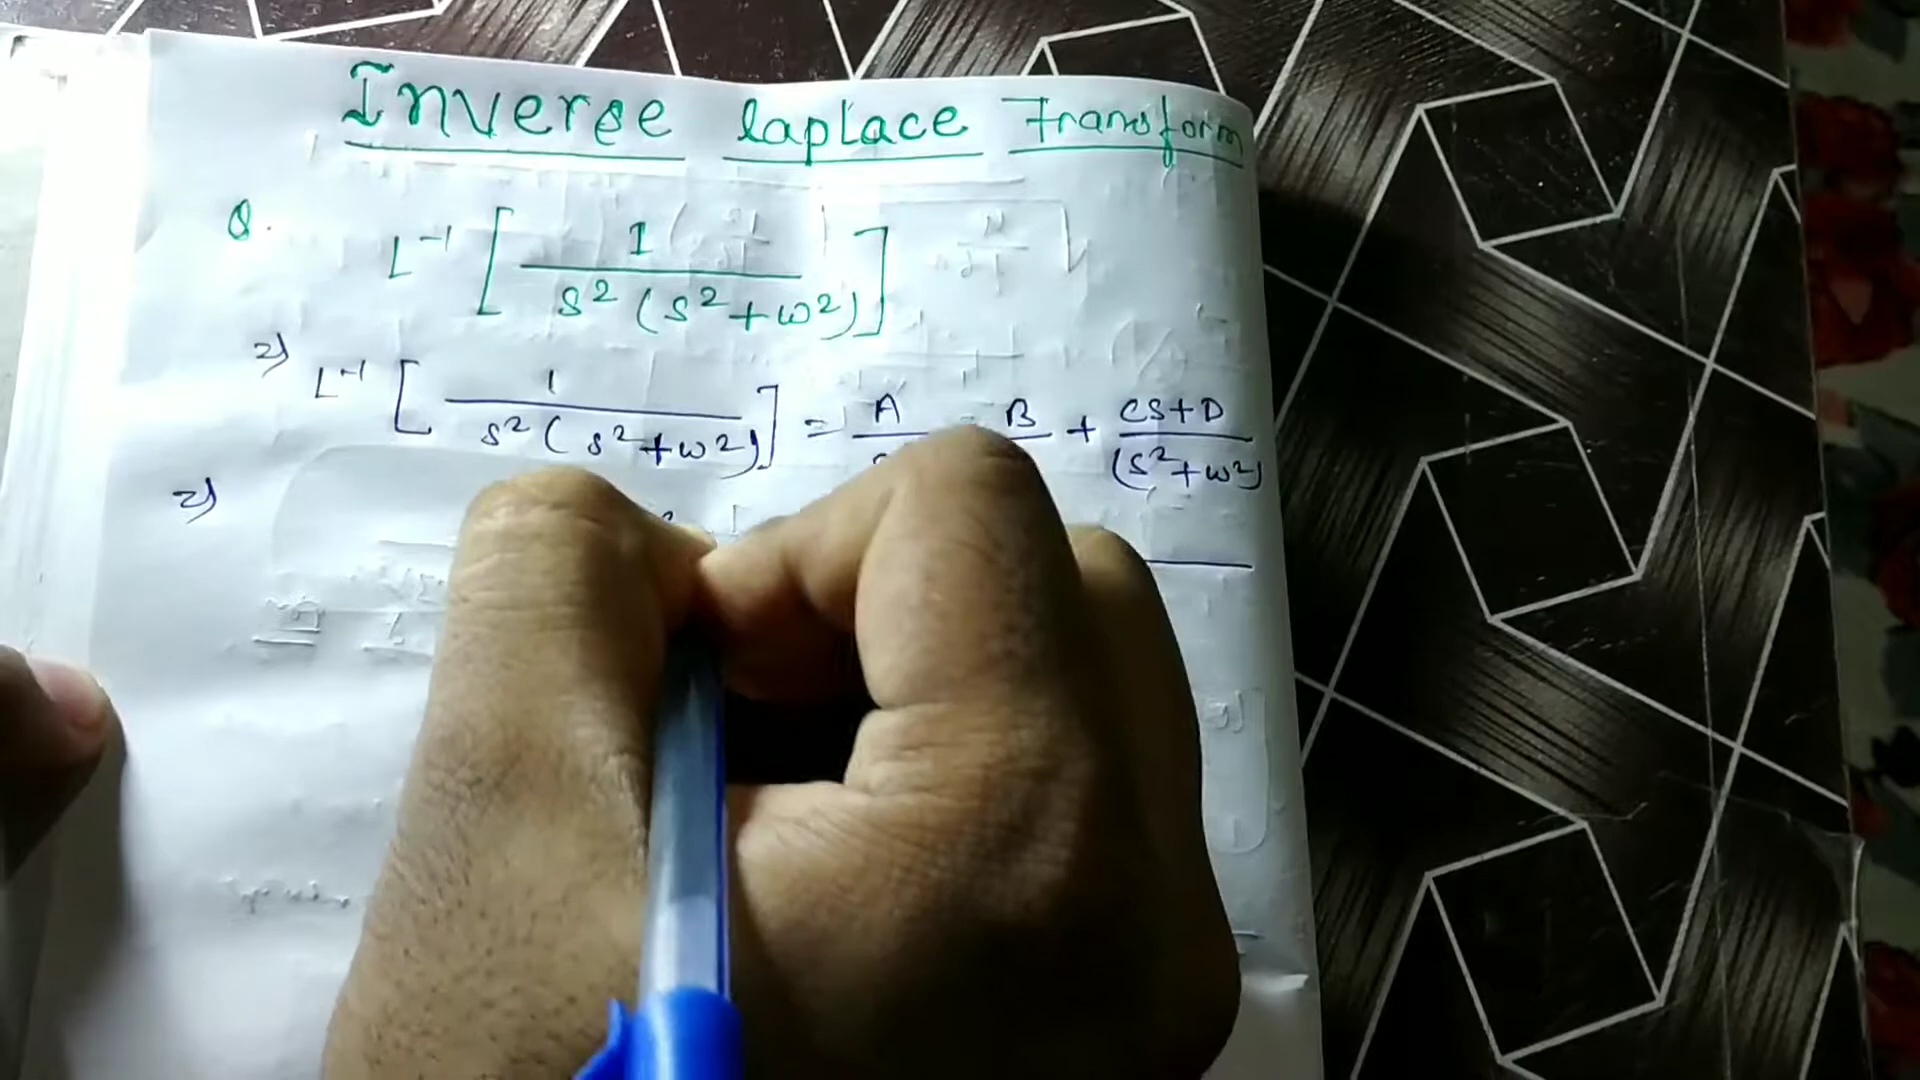 Inverse laplace Transform
Q. L⁻¹ [ 1 / s² (s² + ω²) ]
=) L⁻¹ [ 1 / s² ( s² + ω²) ] = A B + CS+D / (s² + ω²)
=)